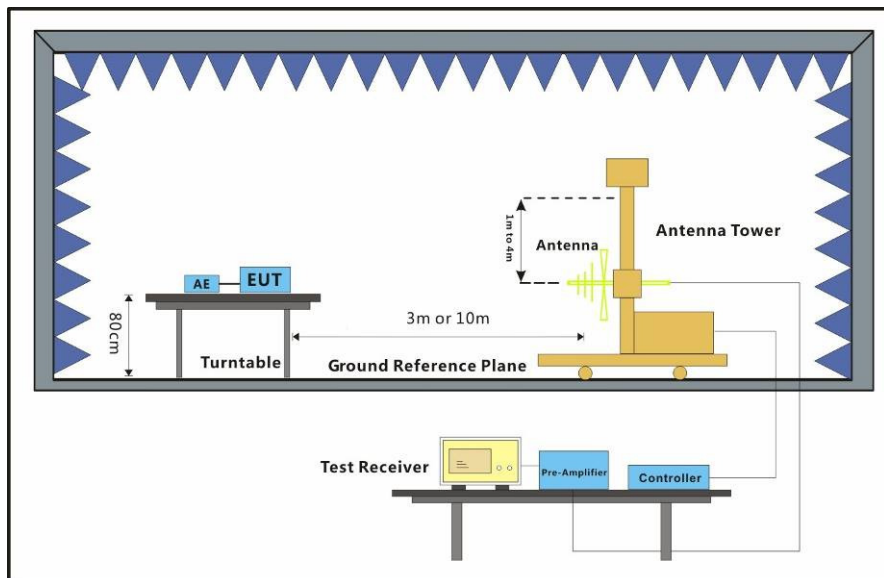 1m to 4m
Antenna
Antenna Tower
AE
EUT
80cm
3m or 10m
Turntable
Ground Reference Plane
Test Receiver
Pre-Amplifier
Controller